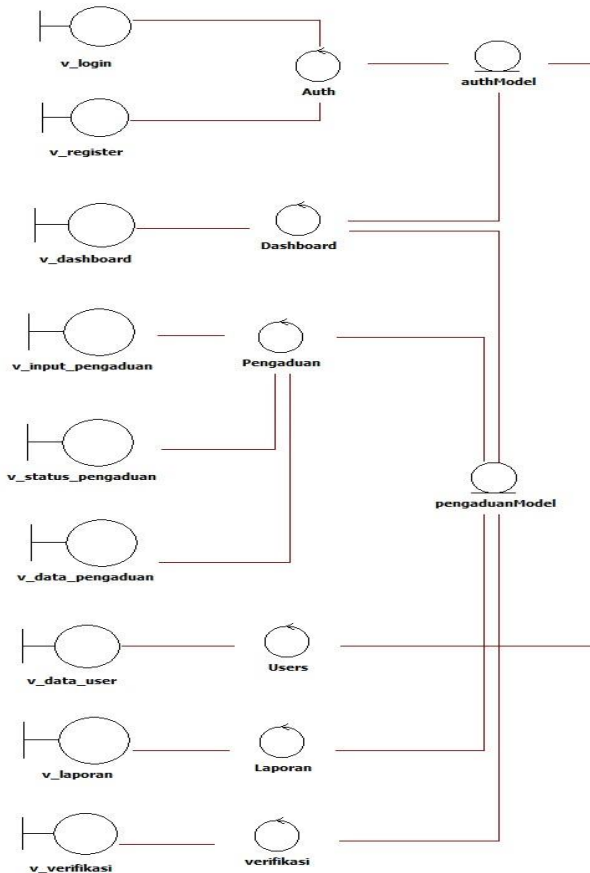 v_login
Auth
authModel
v_register
v_dashboard
Dashboard
v_input_pengaduan
Pengaduan
v_status_pengaduan
pengaduanModel
v_data_pengaduan
v_data_user
Users
v_laporan
Laporan
v_verifikasi
verifikasi